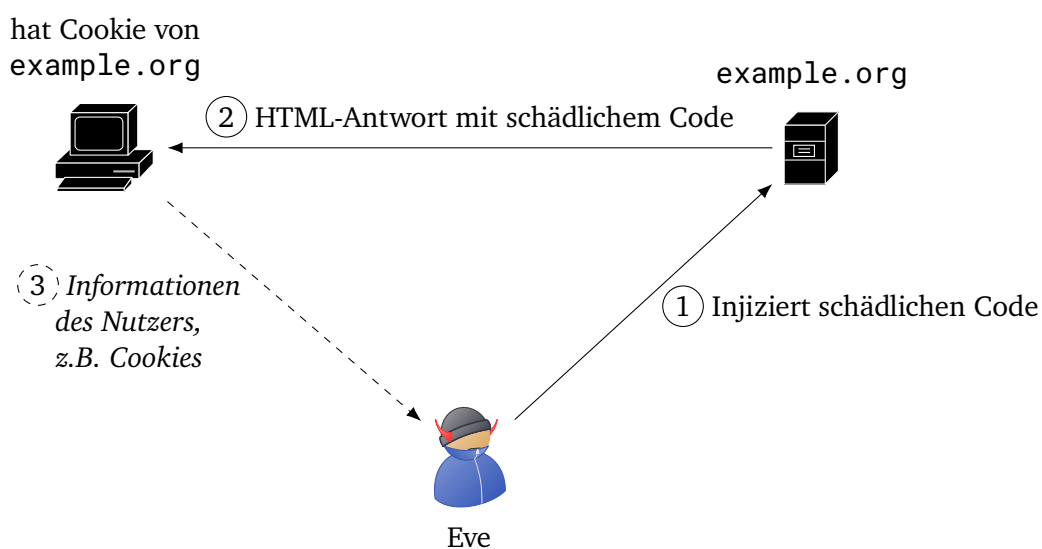 hat Cookie von
example.org
example.org
2 HTML-Antwort mit schädlichem Code
3 Informationen
des Nutzers,
z.B. Cookies
1 Injiziert schädlichen Code
Eve